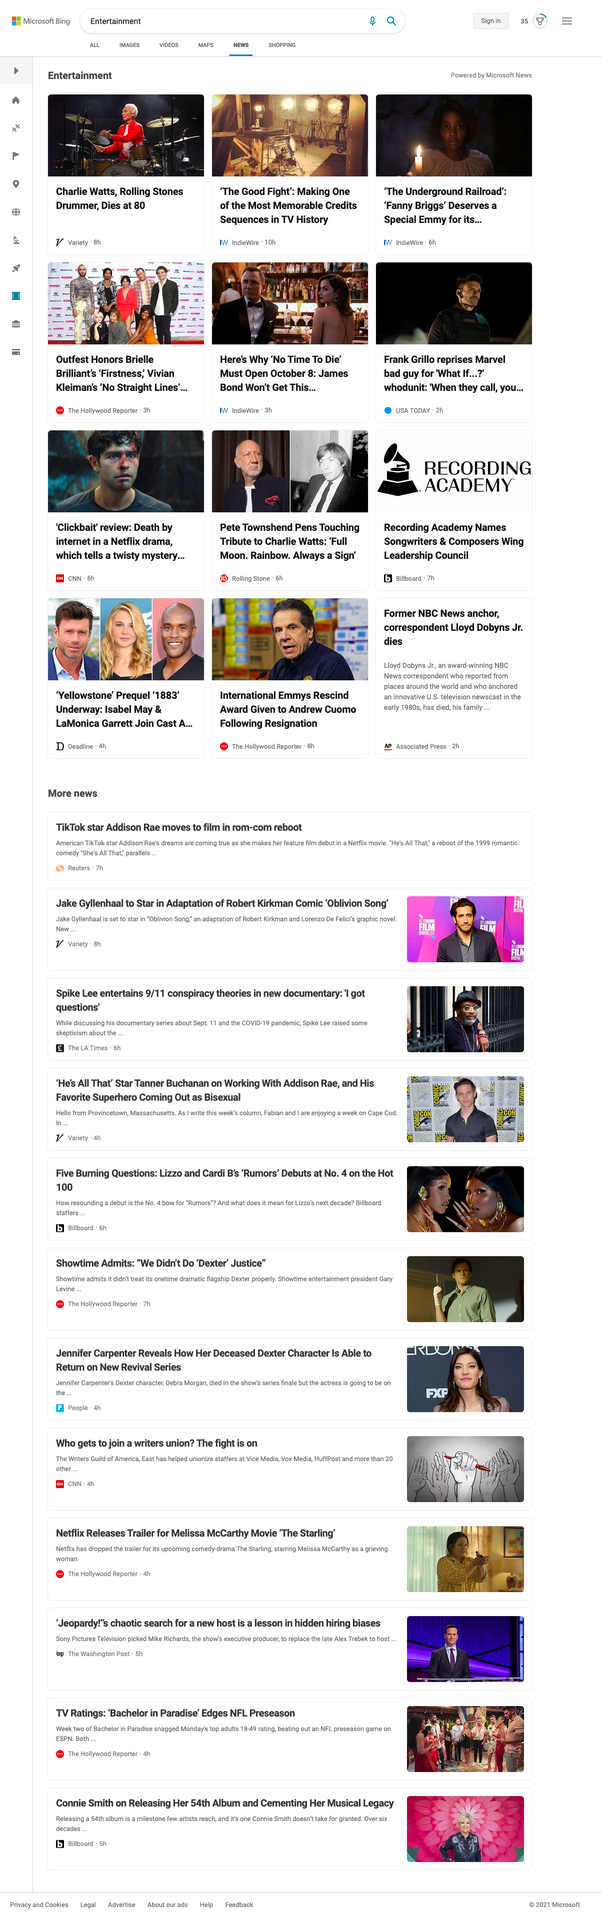 Microsoft Bing
Entertainment
Sign in
35
ALL IMAGES VIDEOS MAPS NEWS SHOPPING
Entertainment
Powered by Microsoft News
Charlie Watts, Rolling Stones
Drummer, Dies at 80
Variety · 8h
'The Good Fight': Making One
of the Most Memorable Credits
Sequences in TV History
IndieWire · 10h
'The Underground Railroad':
'Fanny Briggs' Deserves a
Special Emmy for its...
IndieWire · 6h
Outfest Honors Brielle
Brilliant's 'Firstness,' Vivian
Kleiman's 'No Straight Lines'...
The Hollywood Reporter · 3h
Here's Why 'No Time To Die'
Must Open October 8: James
Bond Won't Get This...
IndieWire · 3h
Frank Grillo reprises Marvel
bad guy for 'What If...?'
whodunit: 'When they call, you...
USA TODAY · 2h
'Clickbait' review: Death by
internet in a Netflix drama,
which tells a twisty mystery...
CNN · 6h
Pete Townshend Pens Touching
Tribute to Charlie Watts: 'Full
Moon. Rainbow. Always a Sign'
Rolling Stone · 6h
RECORDING
ACADEMY
Recording Academy Names
Songwriters & Composers Wing
Leadership Council
Billboard · 7h
'Yellowstone' Prequel '1883'
Underway: Isabel May &
LaMonica Garrett Join Cast A...
Deadline · 4h
International Emmys Rescind
Award Given to Andrew Cuomo
Following Resignation
The Hollywood Reporter · 8h
Former NBC News anchor,
correspondent Lloyd Dobyns Jr.
dies
Lloyd Dobyns Jr., an award-winning NBC
News correspondent who reported from
places around the world and who anchored
an innovative U.S. television newscast in the
early 1980s, has died, his family ...
AP Associated Press · 2h
More news
TikTok star Addison Rae moves to film in rom-com reboot
American TikTok star Addison Rae's dreams are coming true as she makes her feature film debut in a Netflix movie. "He's All That," a reboot of the 1999 romantic
comedy "She's All That," parallels ...
Reuters · 7h
Jake Gyllenhaal to Star in Adaptation of Robert Kirkman Comic 'Oblivion Song'
Jake Gyllenhaal is set to star in "Oblivion Song," an adaptation of Robert Kirkman and Lorenzo De Felici's graphic novel.
New ...
Variety · 8h
Spike Lee entertains 9/11 conspiracy theories in new documentary: 'I got
questions'
While discussing his documentary series about Sept. 11 and the COVID-19 pandemic, Spike Lee raised some
skepticism about the ...
The LA Times · 6h
'He's All That' Star Tanner Buchanan on Working With Addison Rae, and His
Favorite Superhero Coming Out as Bisexual
Hello from Provincetown, Massachusetts. As I write this week's column, Fabian and I are enjoying a week on Cape Cod.
In ...
Variety · 4h
Five Burning Questions: Lizzo and Cardi B's 'Rumors' Debuts at No. 4 on the Hot
100
How resounding a debut is the No. 4 bow for "Rumors"? And what does it mean for Lizzo's next decade? Billboard
staffers ...
Billboard · 6h
Showtime Admits: "We Didn't Do 'Dexter' Justice"
Showtime admits it didn't treat its onetime dramatic flagship Dexter properly. Showtime entertainment president Gary
Levine ...
The Hollywood Reporter · 7h
Jennifer Carpenter Reveals How Her Deceased Dexter Character Is Able to
Return on New Revival Series
Jennifer Carpenter's Dexter character, Debra Morgan, died in the show's series finale but the actress is going to be on
the ...
People · 4h
Who gets to join a writers union? The fight is on
The Writers Guild of America, East has helped unionize staffers at Vice Media, Vox Media, HuffPost and more than 20
other ...
CNN · 4h
Netflix Releases Trailer for Melissa McCarthy Movie 'The Starling'
Netflix has dropped the trailer for its upcoming comedy-drama The Starling, starring Melissa McCarthy as a grieving
woman.
The Hollywood Reporter · 4h
'Jeopardy!''s chaotic search for a new host is a lesson in hidden hiring biases
Sony Pictures Television picked Mike Richards, the show's executive producer, to replace the late Alex Trebek to host ...
The Washington Post · 5h
TV Ratings: 'Bachelor in Paradise' Edges NFL Preseason
Week two of Bachelor in Paradise snagged Monday's top adults 18-49 rating, beating out an NFL preseason game on
ESPN. Both ...
The Hollywood Reporter · 4h
Connie Smith on Releasing Her 54th Album and Cementing Her Musical Legacy
Releasing a 54th album is a milestone few artists reach, and it's one Connie Smith doesn't take for granted. Over six
decades ...
Billboard · 5h
Privacy and Cookies Legal Advertise About our ads Help Feedback
© 2021 Microsoft